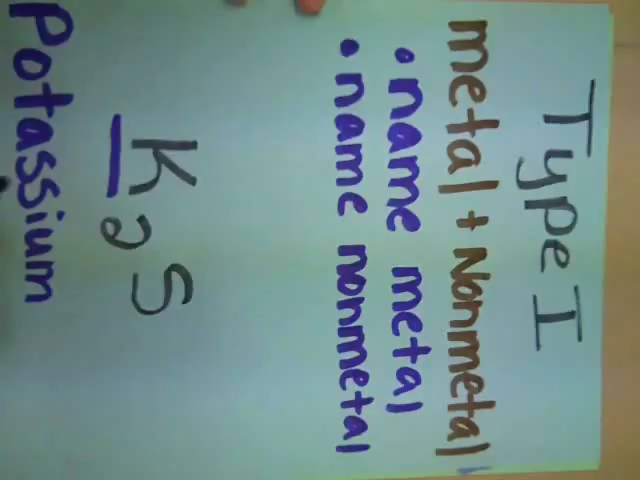 Type I
metal + Nonmetal
• name metal
• name nonmetal
K2S
Potassium